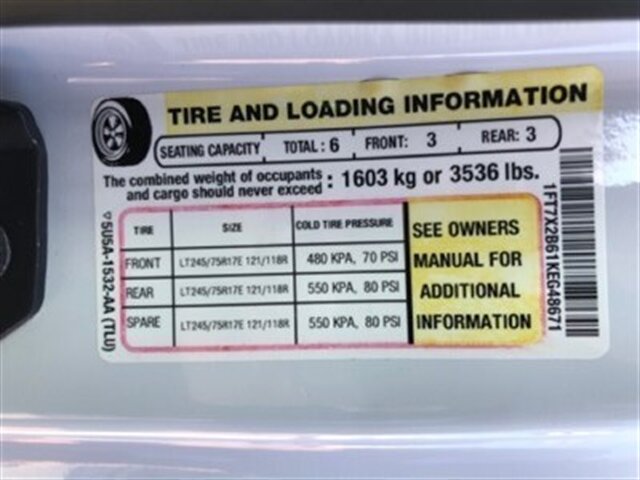 TIRE AND LOADING INFORMATION
SEATING CAPACITY TOTAL : 6 FRONT: 3 REAR: 3
The combined weight of occupants and cargo should never exceed : 1603 kg or 3536 lbs.
TIRE SIZE COLD TIRE PRESSURE
FRONT LT245/75R17E 121/118R 480 KPA, 70 PSI
REAR LT245/75R17E 121/118R 550 KPA, 80 PSI
SPARE LT245/75R17E 121/118R 550 KPA, 80 PSI
SEE OWNERS
MANUAL FOR
ADDITIONAL
INFORMATION
5U5A-1532-AA (TLU)
1FT7X2B61KEG48671